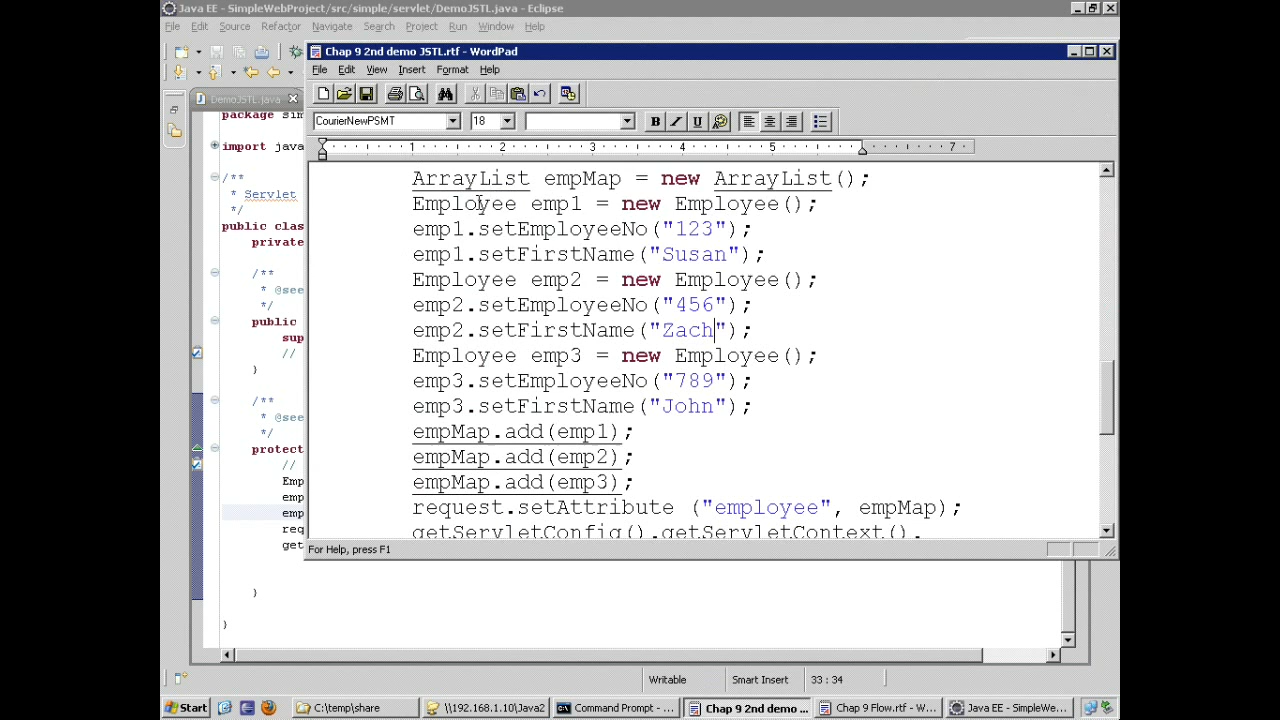 Java EE - SimpleWebProject/src/simple/servlet/DemoJSTL.java - Eclipse
File Edit Source Refactor Navigate Search Project Run Window Help
Chap 9 2nd demo JSTL.rtf - WordPad
File Edit View Insert Format Help
DemoJSTL.java
CourierNewPSMT 18 B I U
1 2 3 4 5 7
package sim
import java
/**
* Servlet
*/
public clas
private
/**
* @see
*/
public
sup
//
}
/**
* @see
*/
protect
//
Emp
emp
emp
req
get
}
}
ArrayList empMap = new ArrayList();
Employee emp1 = new Employee();
emp1.setEmployeeNo("123");
emp1.setFirstName("Susan");
Employee emp2 = new Employee();
emp2.setEmployeeNo("456");
emp2.setFirstName("Zach");
Employee emp3 = new Employee();
emp3.setEmployeeNo("789");
emp3.setFirstName("John");
empMap.add(emp1);
empMap.add(emp2);
empMap.add(emp3);
request.setAttribute ("employee", empMap);
getServletConfig().getServletContext().
For Help, press F1
Writable Smart Insert 33 : 34
Start C:\temp\share \\192.168.1.10\Java2 Command Prompt - ... Chap 9 2nd demo ... Chap 9 Flow.rtf - W... Java EE - SimpleWe...